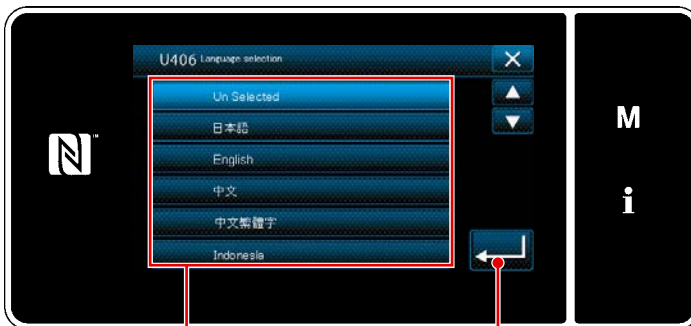 U406 Language selection
Un Selected
日本語
English
中文
中文繁體字
Indonesia
M
i